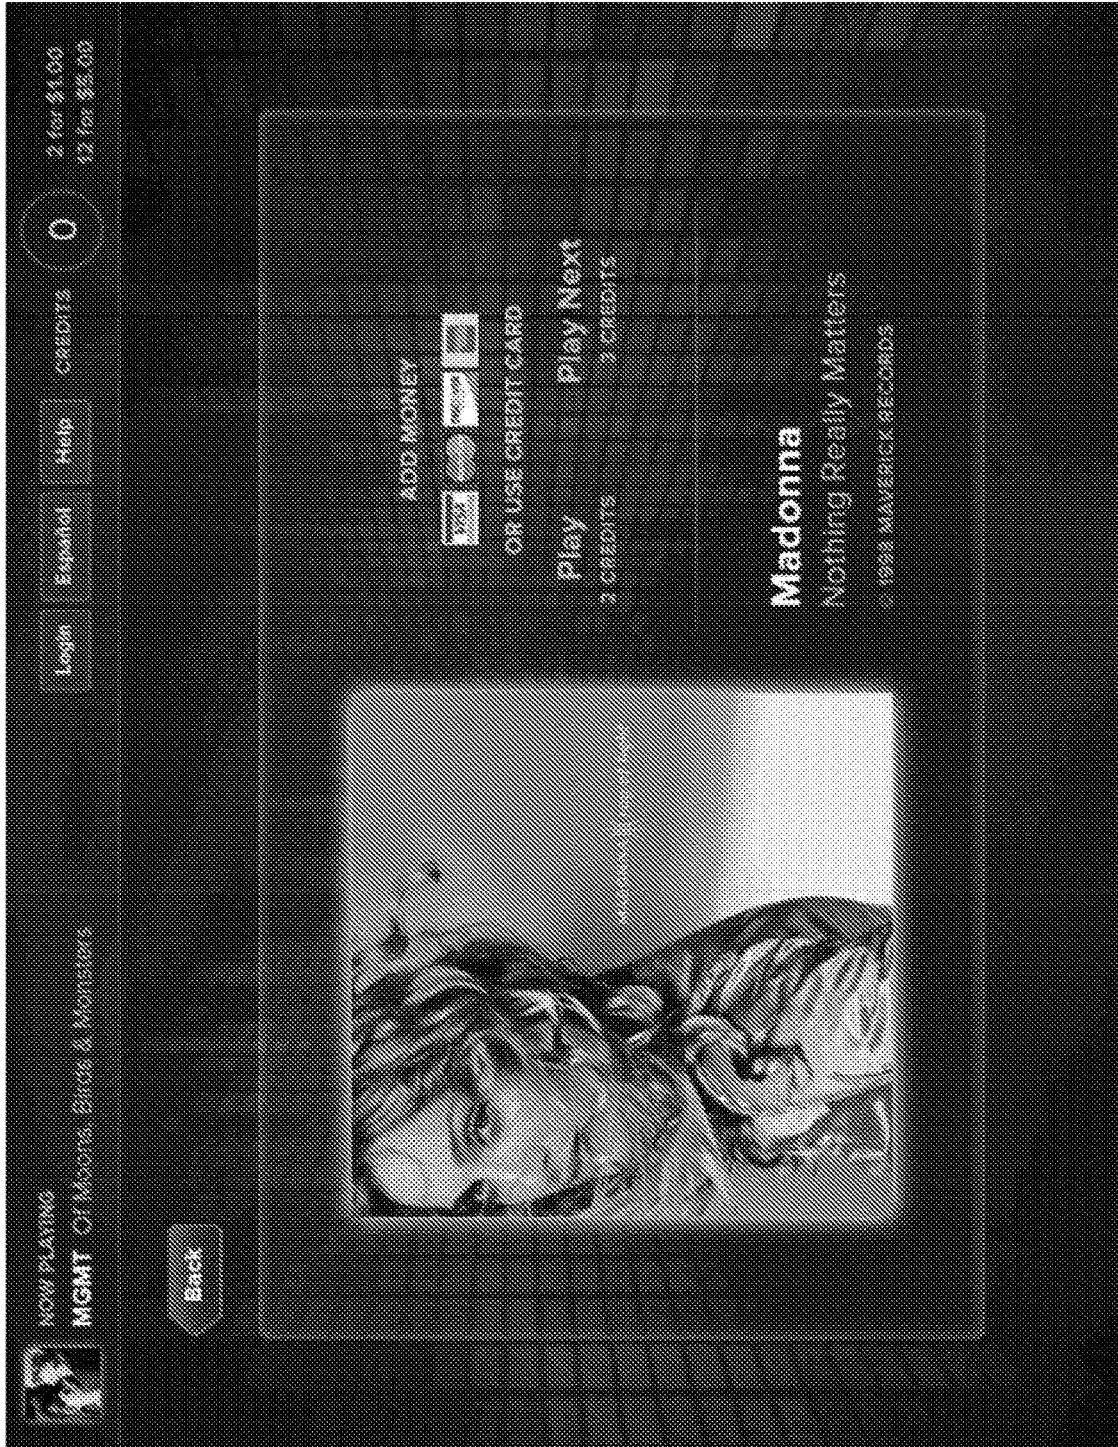 NOW PLAYING
MGMT Of Moons, Birds & Monsters
Login
Español
Help
CREDITS
0
2 for $1.00
12 for $5.00
Back
ADD MONEY
OR USE CREDIT CARD
Play
2 CREDITS
Play Next
3 CREDITS
Madonna
Nothing Really Matters
© 1998 MAVERICK RECORDS